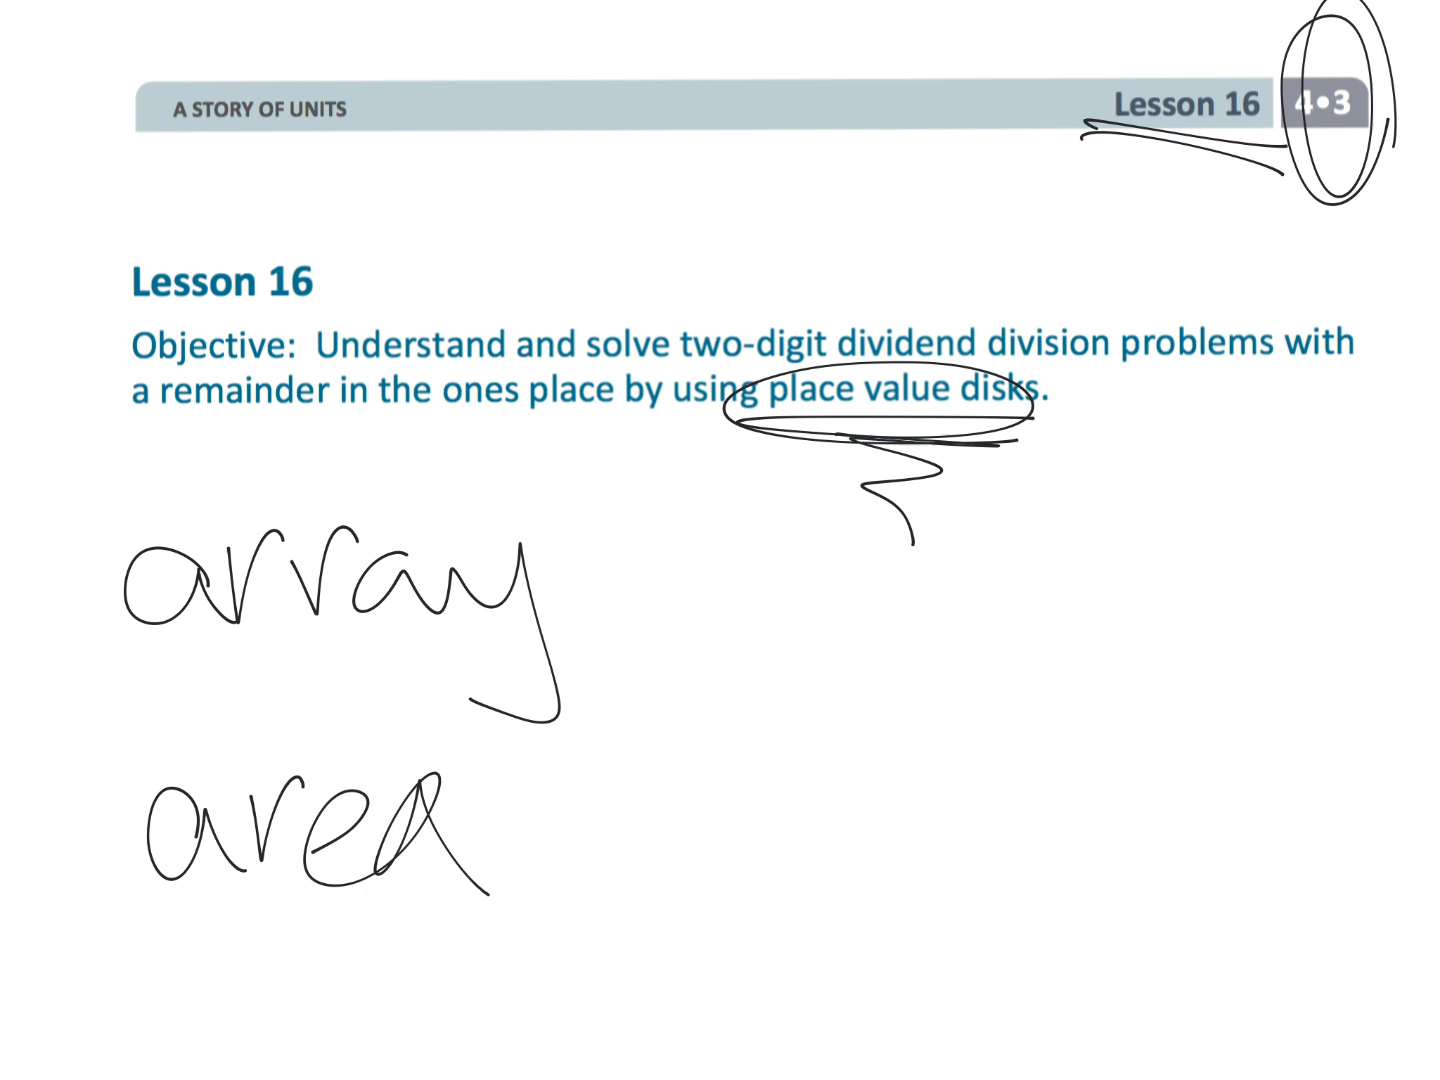 A STORY OF UNITS Lesson 16 4•3
Lesson 16
Objective: Understand and solve two-digit dividend division problems with
a remainder in the ones place by using place value disks.
array
area